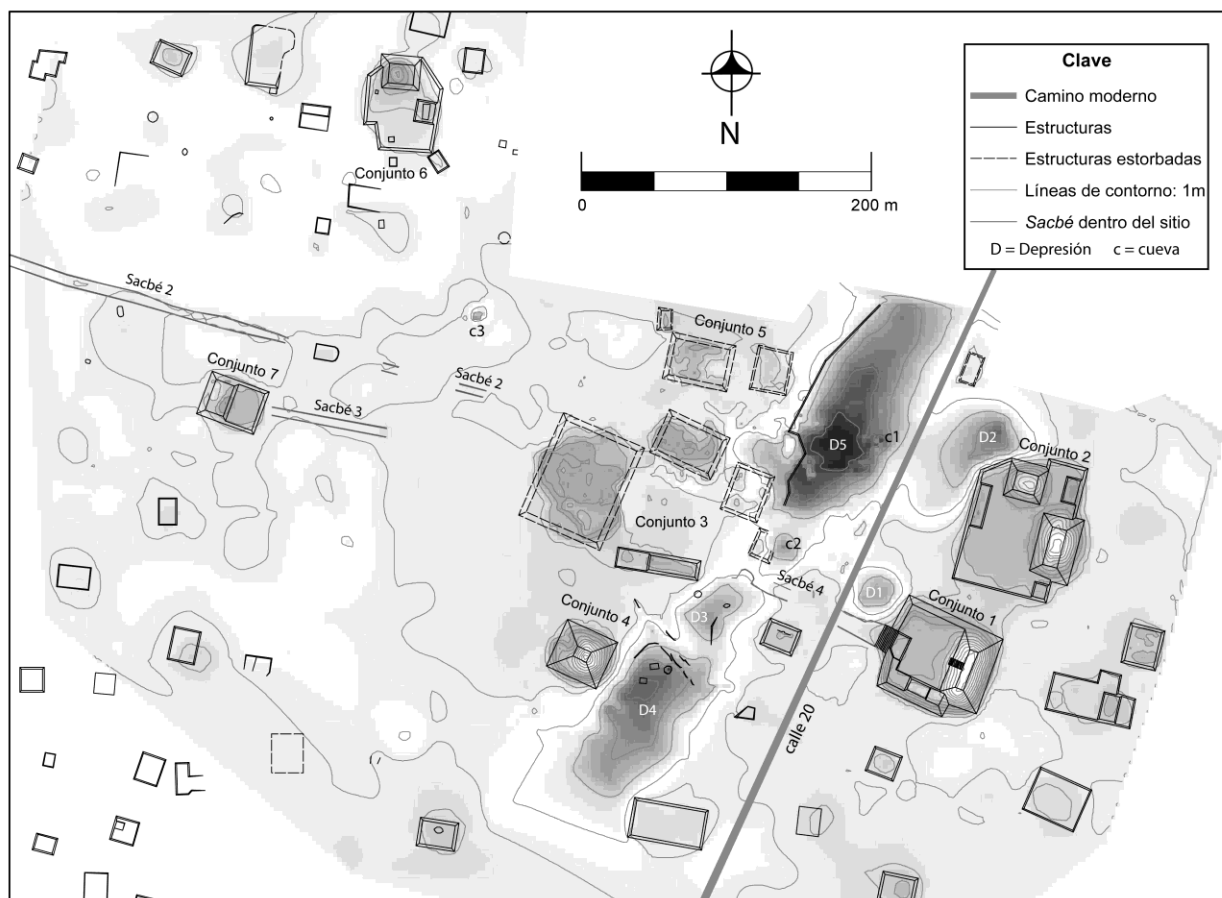 Clave
Camino moderno
Estructuras
Estructuras estorbadas
Líneas de contorno: 1m
Sacbé dentro del sitio
D = Depresión c = cueva
N
0 200 m
Conjunto 6
Sacbé 2
c3
Conjunto 5
Conjunto 7
Sacbé 2
Sacbé 3
D5
c1
D2
Conjunto 2
Conjunto 3
c2
Sacbé 4
D1
Conjunto 1
Conjunto 4
D3
D4
calle 20